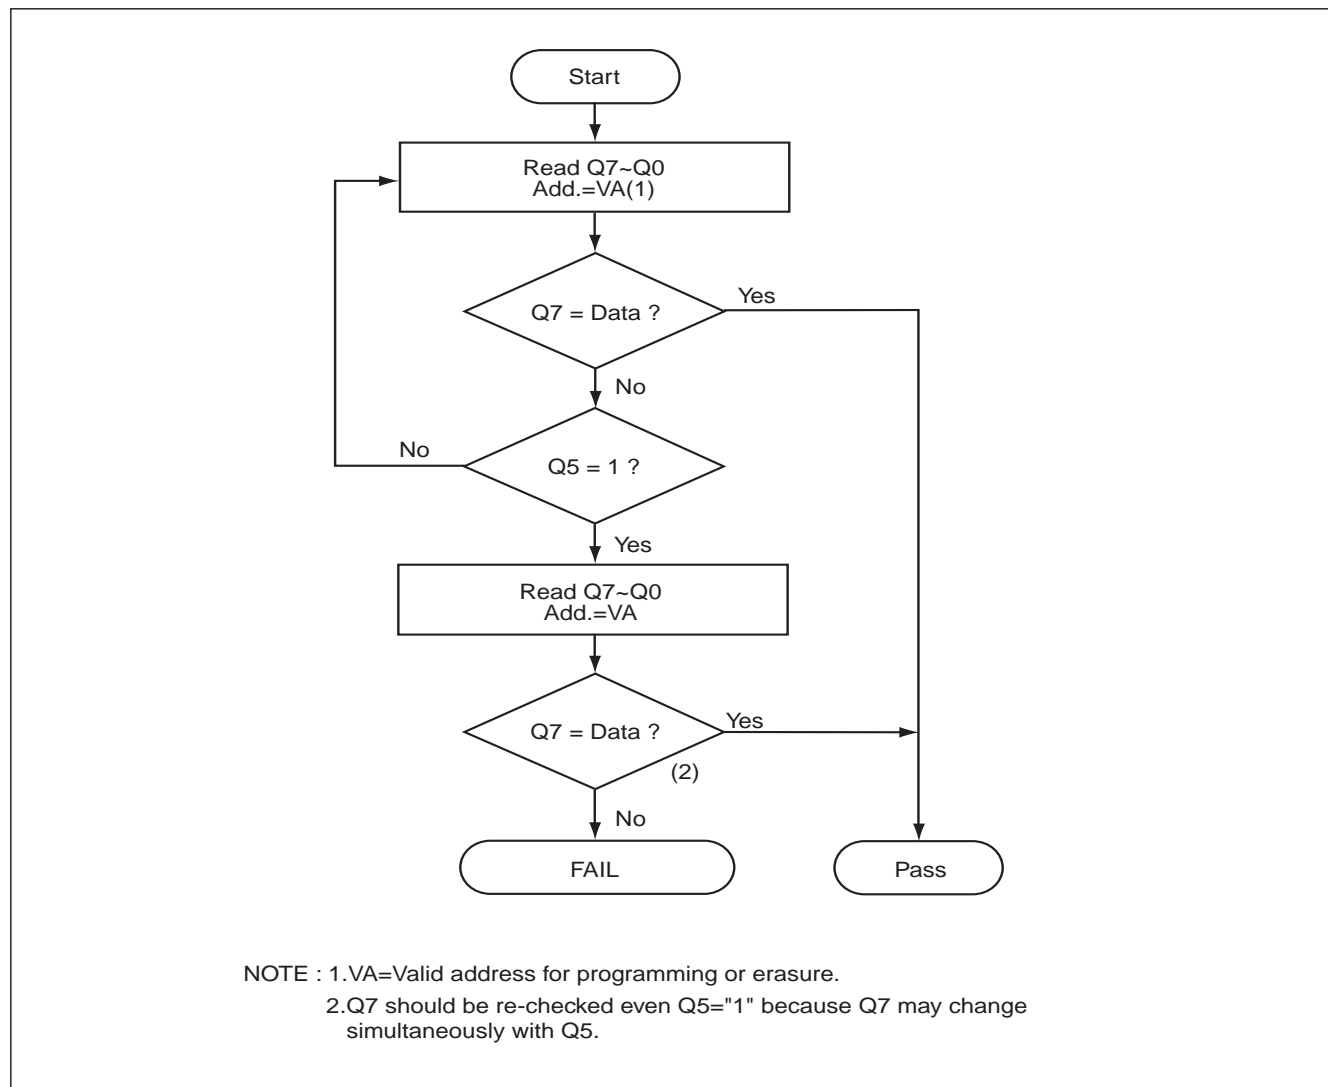 Start
Read Q7~Q0
Add.=VA(1)
Q7 = Data ?
Yes
No
Q5 = 1 ?
No
Yes
Read Q7~Q0
Add.=VA
Q7 = Data ?
Yes
(2)
No
FAIL
Pass
NOTE : 1.VA=Valid address for programming or erasure.
2.Q7 should be re-checked even Q5="1" because Q7 may change
simultaneously with Q5.